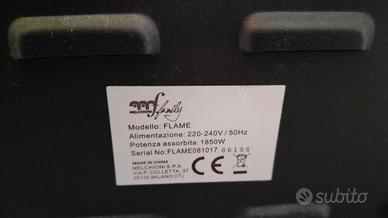 family
MELCHIONI
Modello: FLAME
Alimentazione: 220-240V / 50Hz
Potenza assorbita: 1850W
Serial No: FLAME081017 00100
MADE IN CHINA
MELCHIONI S.P.A.
VIA P. COLLETTA, 37
20135 MILANO (IT)
CE
subito